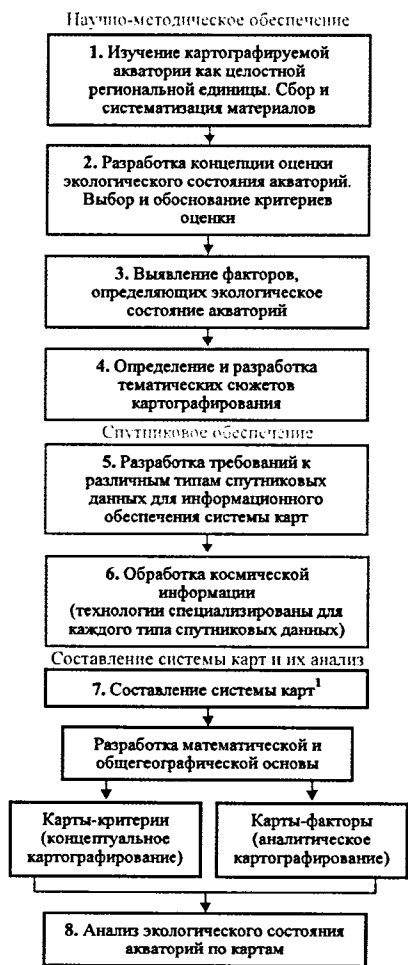 Научно-методическое обеспечение
1. Изучение картографируемой
акватории как целостной
региональной единицы. Сбор и
систематизация материалов
2. Разработка концепции оценки
экологического состояния акваторий.
Выбор и обоснование критериев
оценки
3. Выявление факторов,
определяющих экологическое
состояние акваторий
4. Определение и разработка
тематических сюжетов
картографирования
Спутниковое обеспечение
5. Разработка требований к
различным типам спутниковых
данных для информационного
обеспечения системы карт
6. Обработка космической
информации
(технологии специализированы для
каждого типа спутниковых данных)
Составление системы карт и их анализ
7. Составление системы карт¹
Разработка математической и
общегеографической основы
Карты-критерии
(концептуальное
картографирование)
Карты-факторы
(аналитическое
картографирование)
8. Анализ экологического состояния
акваторий по картам